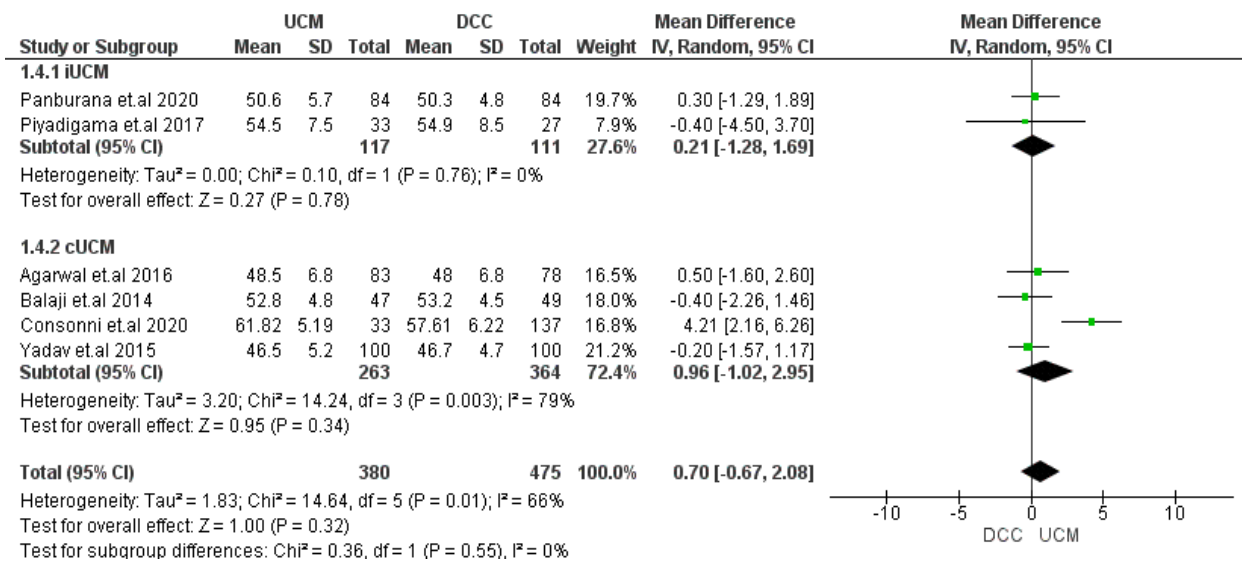 UCM DCC Mean Difference Mean Difference
Study or Subgroup Mean SD Total Mean SD Total Weight IV, Random, 95% CI IV, Random, 95% CI
1.4.1 iUCM
Panburana et.al 2020 50.6 5.7 84 50.3 4.8 84 19.7% 0.30 [-1.29, 1.89]
Piyadigama et.al 2017 54.5 7.5 33 54.9 8.5 27 7.9% -0.40 [-4.50, 3.70]
Subtotal (95% CI) 117 111 27.6% 0.21 [-1.28, 1.69]
Heterogeneity: Tau² = 0.00; Chi² = 0.10, df = 1 (P = 0.76); I² = 0%
Test for overall effect: Z = 0.27 (P = 0.78)
1.4.2 cUCM
Agarwal et.al 2016 48.5 6.8 83 48 6.8 78 16.5% 0.50 [-1.60, 2.60]
Balaji et.al 2014 52.8 4.8 47 53.2 4.5 49 18.0% -0.40 [-2.26, 1.46]
Consonni et.al 2020 61.82 5.19 33 57.61 6.22 137 16.8% 4.21 [2.16, 6.26]
Yadav et.al 2015 46.5 5.2 100 46.7 4.7 100 21.2% -0.20 [-1.57, 1.17]
Subtotal (95% CI) 263 364 72.4% 0.96 [-1.02, 2.95]
Heterogeneity: Tau² = 3.20; Chi² = 14.24, df = 3 (P = 0.003); I² = 79%
Test for overall effect: Z = 0.95 (P = 0.34)
Total (95% CI) 380 475 100.0% 0.70 [-0.67, 2.08]
Heterogeneity: Tau² = 1.83; Chi² = 14.64, df = 5 (P = 0.01); I² = 66%
Test for overall effect: Z = 1.00 (P = 0.32)
Test for subgroup differences: Chi² = 0.36, df = 1 (P = 0.55), I² = 0%
-10 -5 0 5 10
DCC UCM